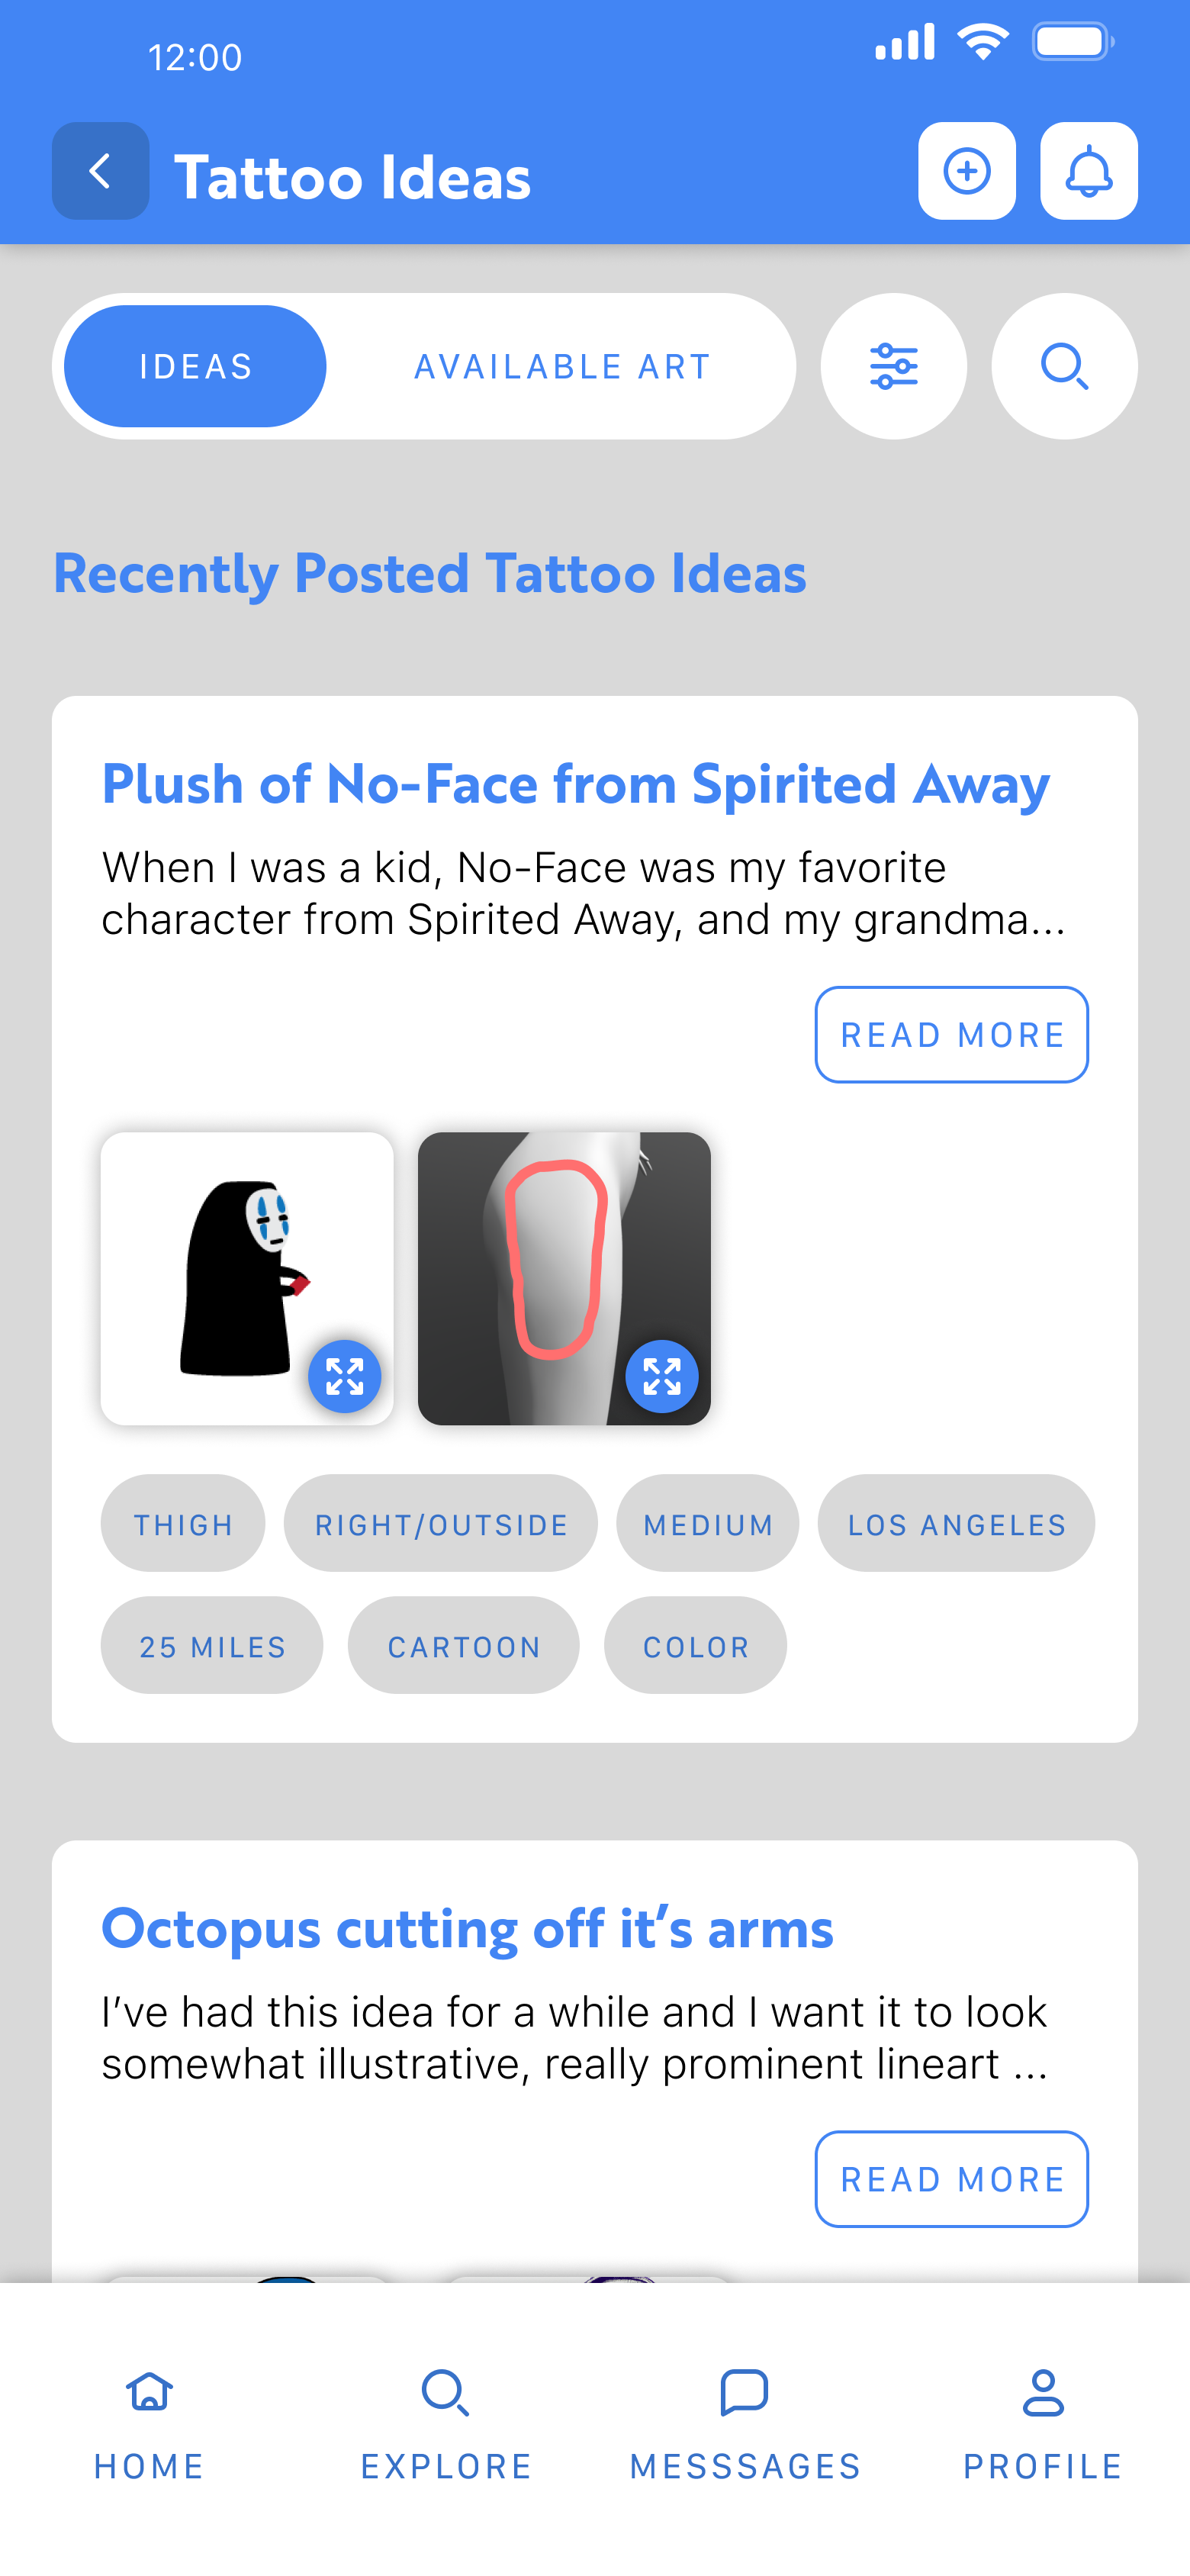 12:00
Tattoo Ideas
IDEAS
AVAILABLE ART
Recently Posted Tattoo Ideas
Plush of No-Face from Spirited Away
When I was a kid, No-Face was my favorite
character from Spirited Away, and my grandma...
READ MORE
THIGH
RIGHT/OUTSIDE
MEDIUM
LOS ANGELES
25 MILES
CARTOON
COLOR
Octopus cutting off it’s arms
I’ve had this idea for a while and I want it to look
somewhat illustrative, really prominent lineart ...
READ MORE
HOME
EXPLORE
MESSSAGES
PROFILE